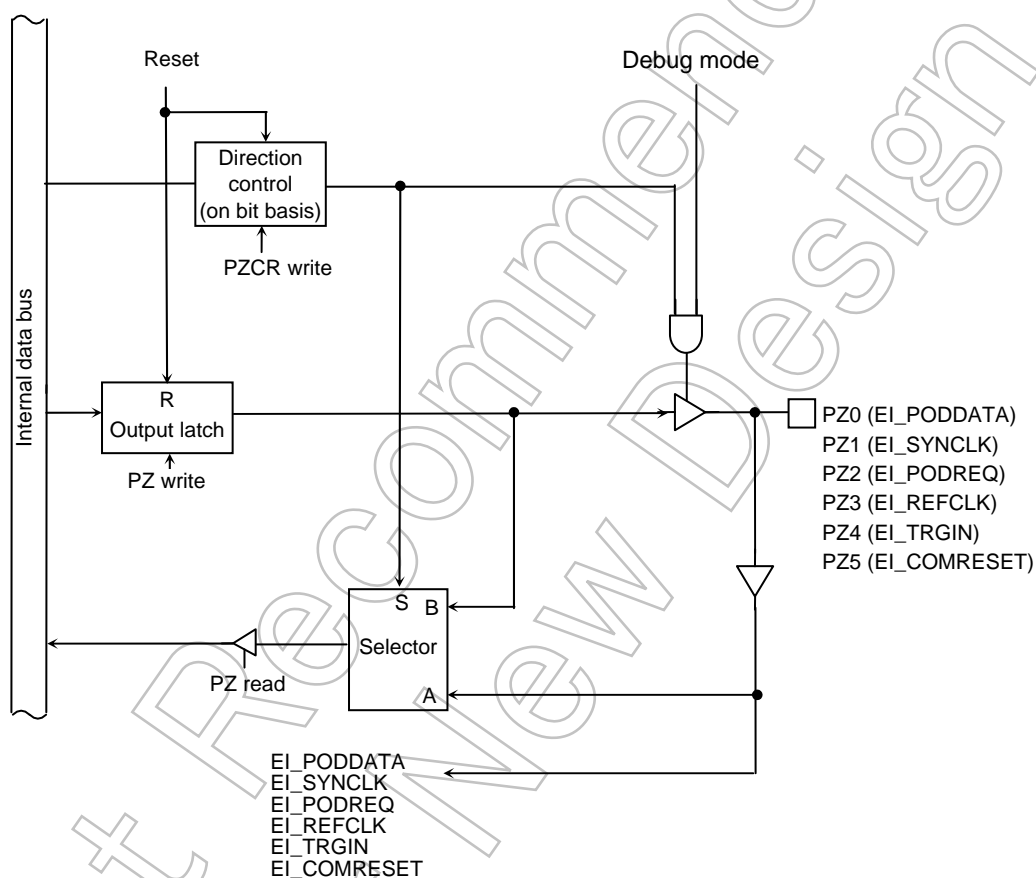 Reset
Debug mode
Direction
control
(on bit basis)
PZCR write
Internal data bus
R
Output latch
PZ write
PZ0 (EI_PODDATA)
PZ1 (EI_SYNCLK)
PZ2 (EI_PODREQ)
PZ3 (EI_REFCLK)
PZ4 (EI_TRGIN)
PZ5 (EI_COMRESET)
S
B
Selector
A
PZ read
EI_PODDATA
EI_SYNCLK
EI_PODREQ
EI_REFCLK
EI_TRGIN
EI_COMRESET
New Design